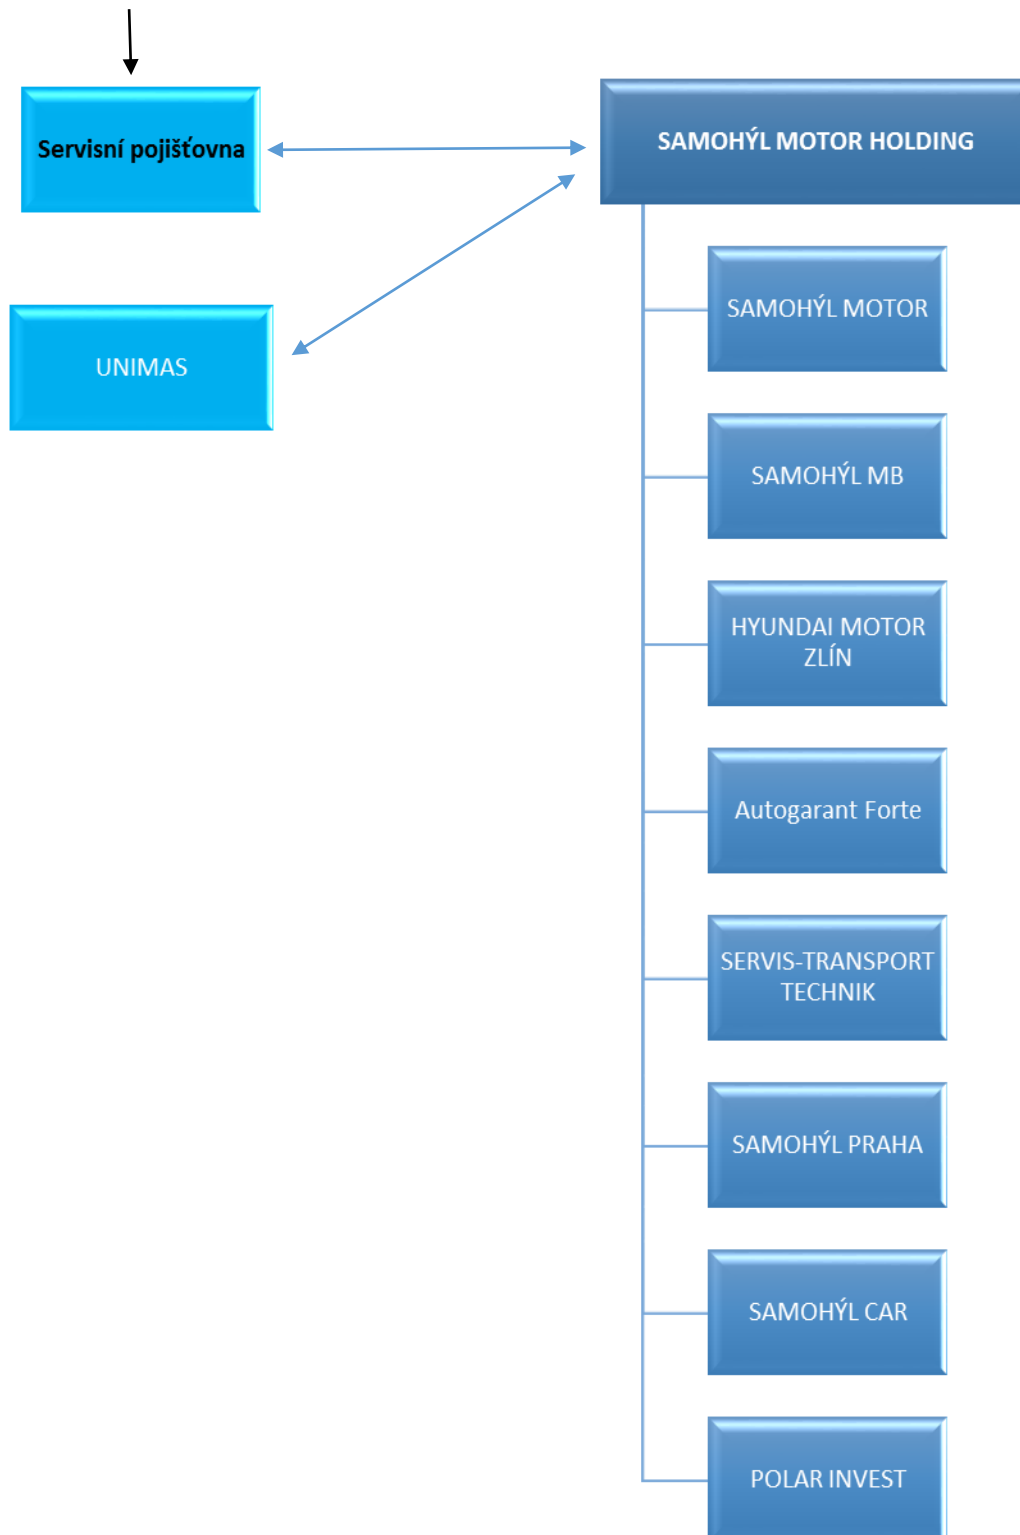 Servisní pojišťovna
SAMOHÝL MOTOR HOLDING
UNIMAS
SAMOHÝL MOTOR
SAMOHÝL MB
HYUNDAI MOTOR
ZLÍN
Autogarant Forte
SERVIS-TRANSPORT
TECHNIK
SAMOHÝL PRAHA
SAMOHÝL CAR
POLAR INVEST